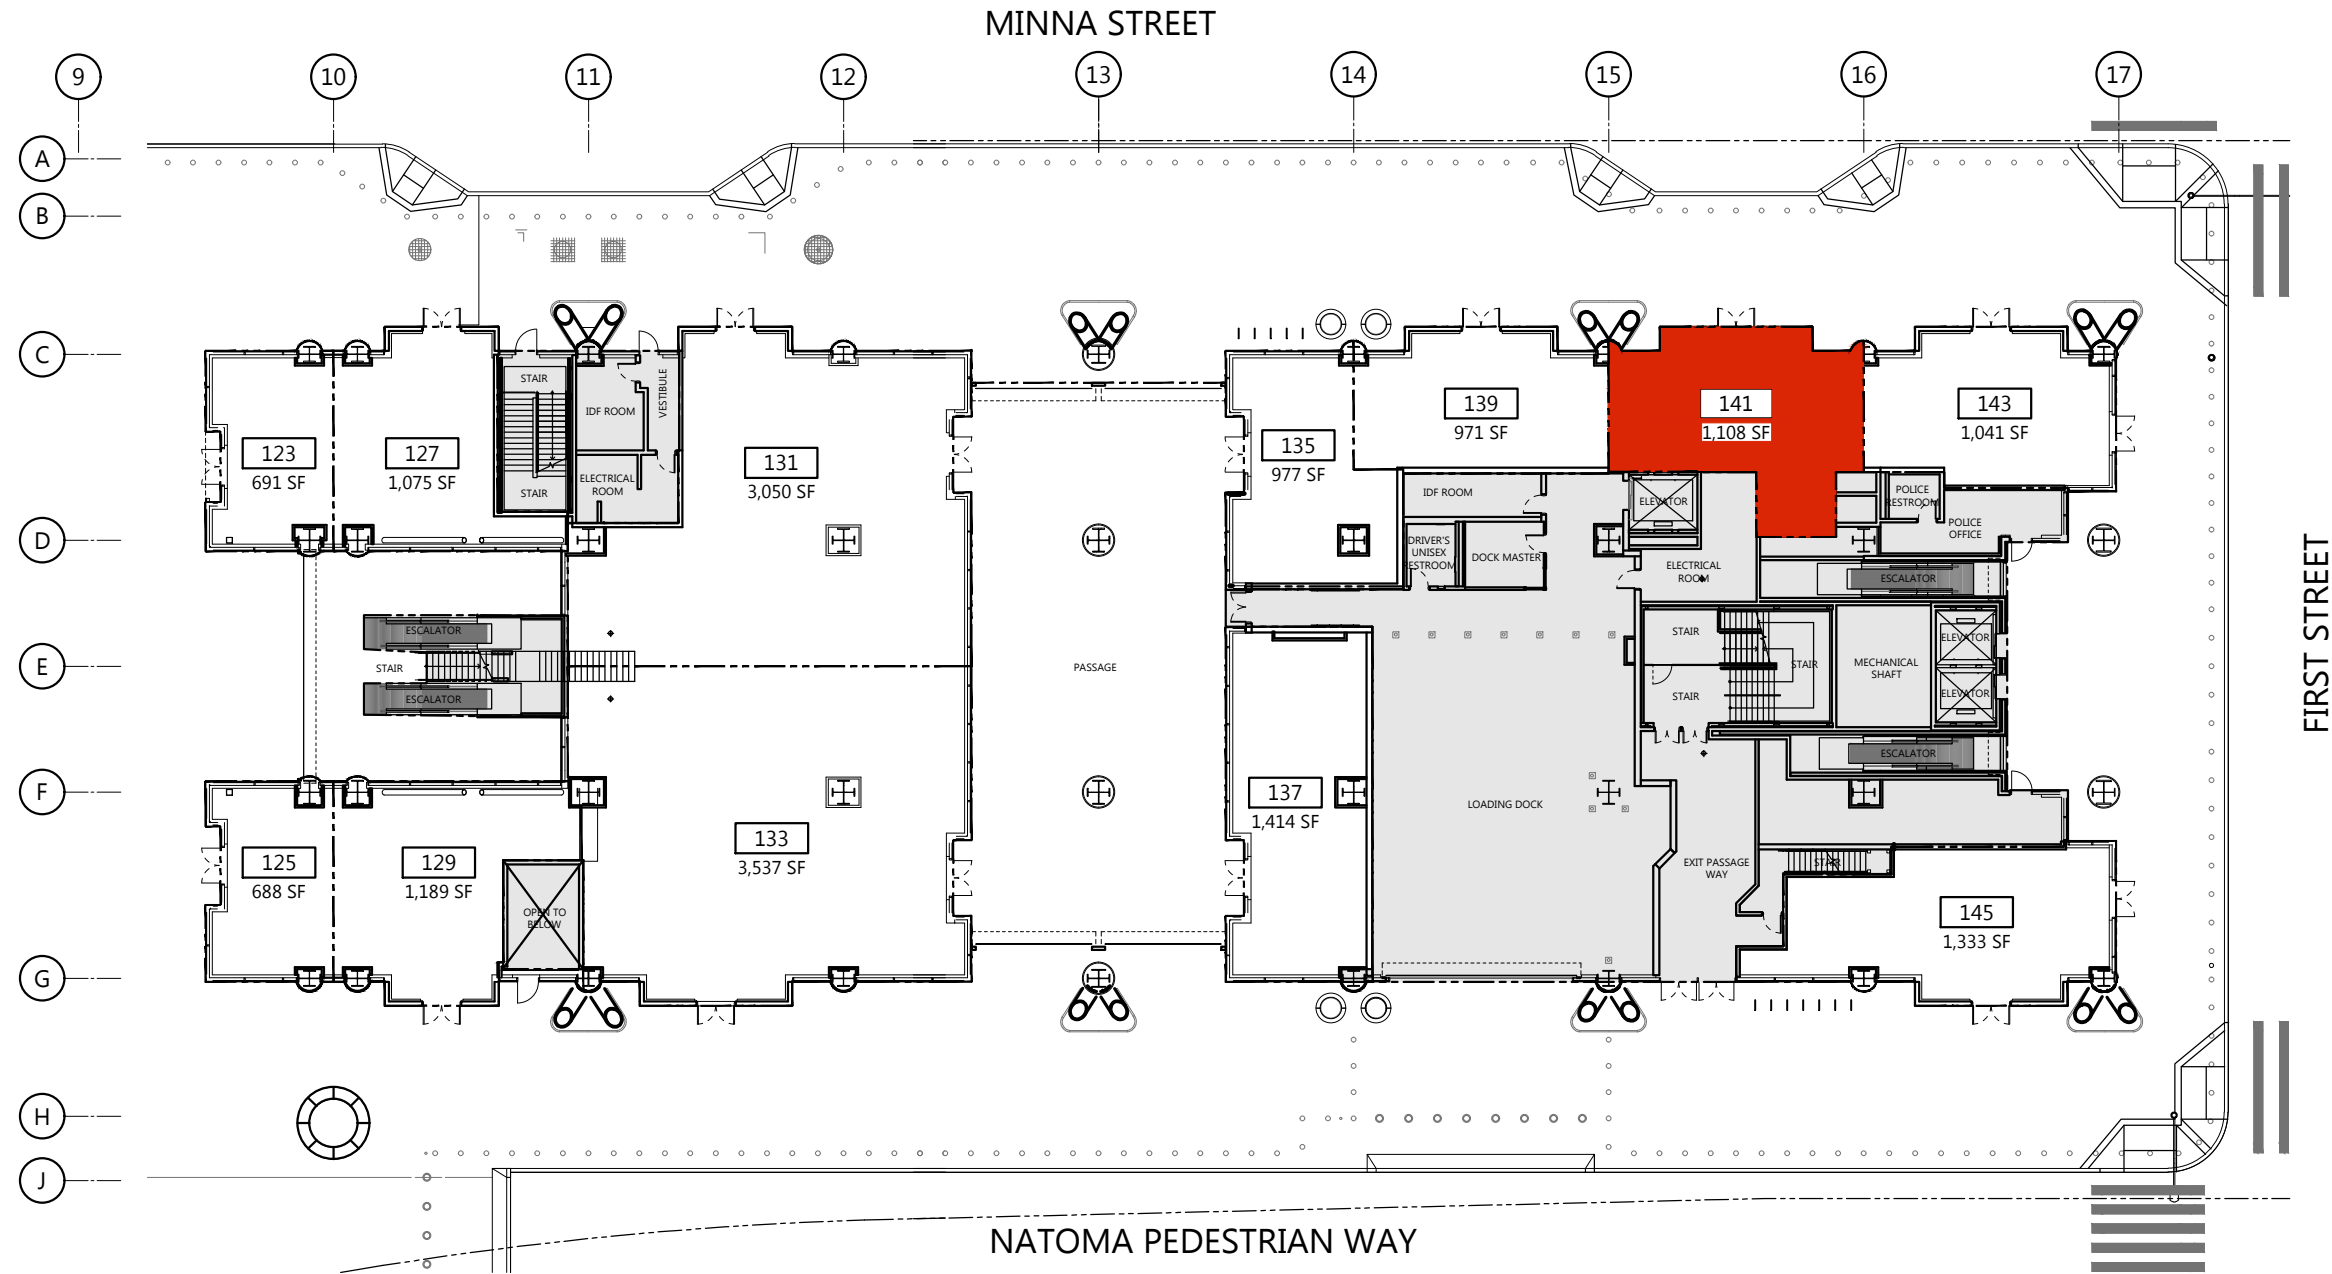 MINNA STREET
9
10
11
12
13
14
15
16
17
A
B
C
D
E
F
G
H
J
STAIR
STAIR
IDF ROOM
VESTIBULE
ELECTRICAL
ROOM
123
691 SF
127
1,075 SF
131
3,050 SF
135
977 SF
139
971 SF
141
1,108 SF
143
1,041 SF
IDF ROOM
ELEVATOR
POLICE
RESTROOM
POLICE
OFFICE
DRIVER'S
UNISEX
RESTROOM
DOCK MASTER
ELECTRICAL
ROOM
ESCALATOR
ESCALATOR
STAIR
ESCALATOR
PASSAGE
STAIR
STAIR
STAIR
MECHANICAL
SHAFT
ELEVATOR
ELEVATOR
ESCALATOR
FIRST STREET
125
688 SF
129
1,189 SF
OPEN TO
BELOW
133
3,537 SF
137
1,414 SF
LOADING DOCK
EXIT PASSAGE
WAY
STAIR
145
1,333 SF
NATOMA PEDESTRIAN WAY